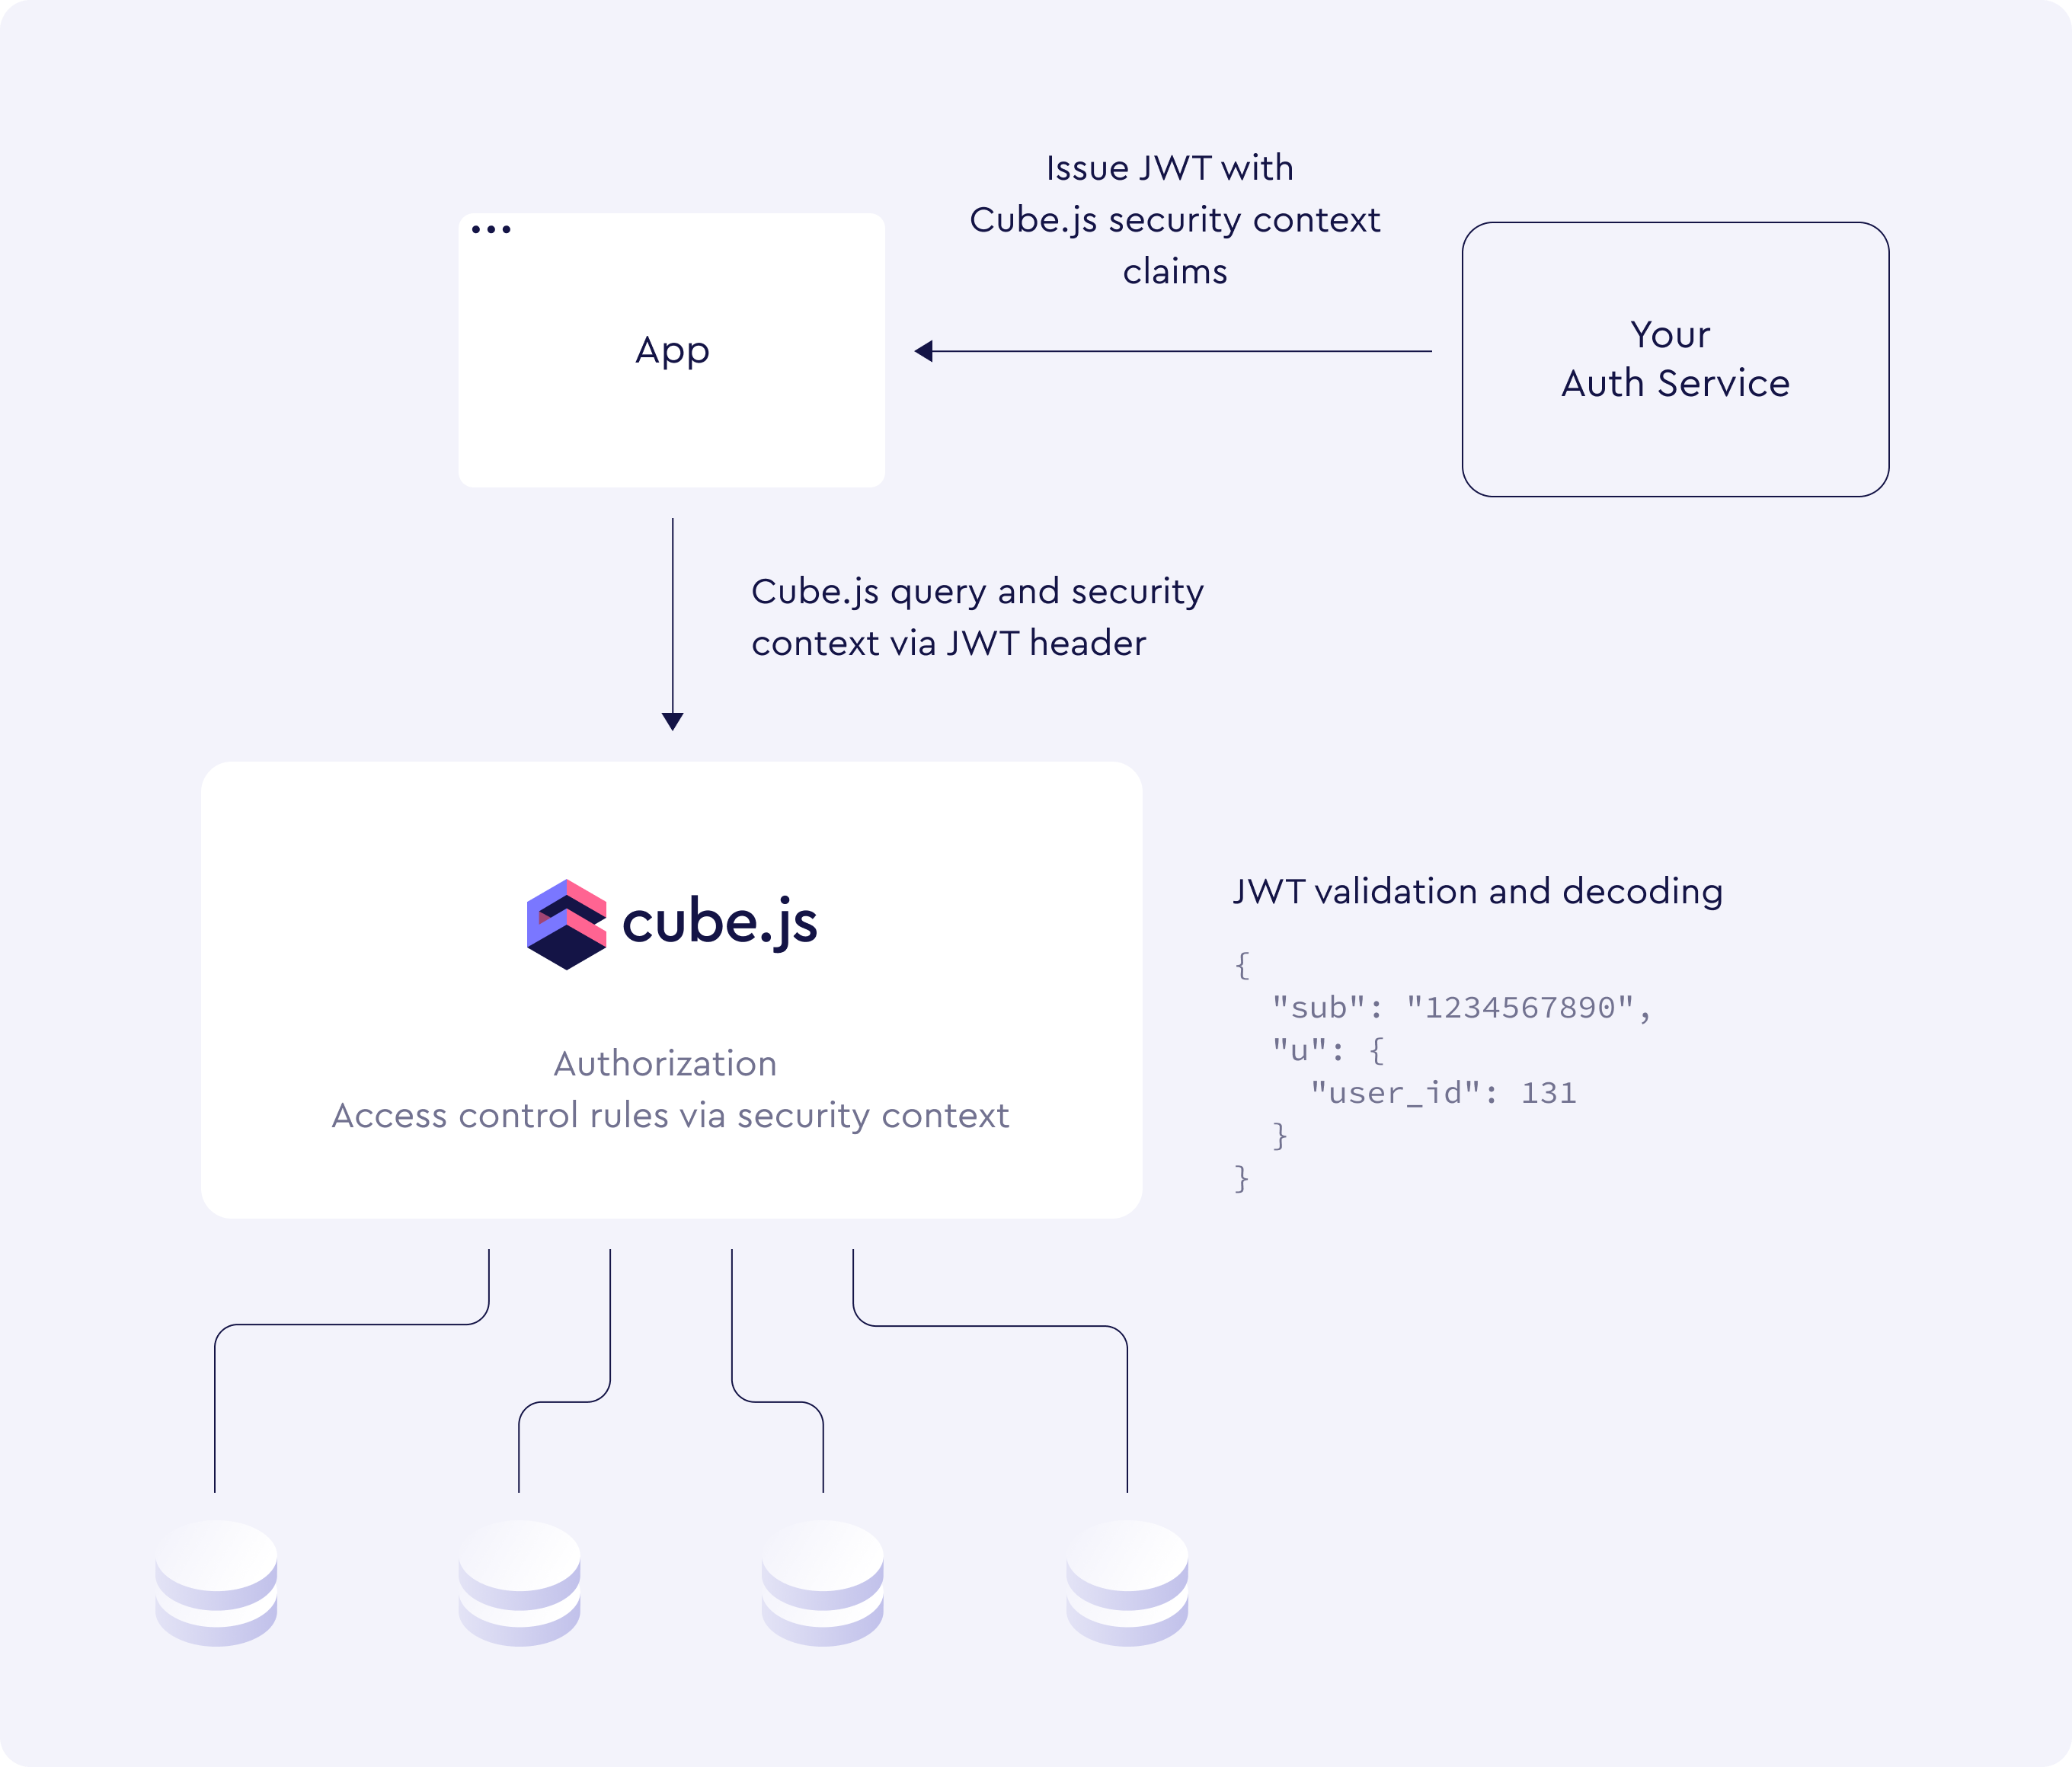 Issue JWT with
Cube.js security context
claims
App
Your
Auth Service
Cube.js query and security
context via JWT header
cube.js
Authorization
Access control rules via security context
JWT validation and decoding
{
  "sub": "1234567890",
  "u": {
    "user_id": 131
  }
}